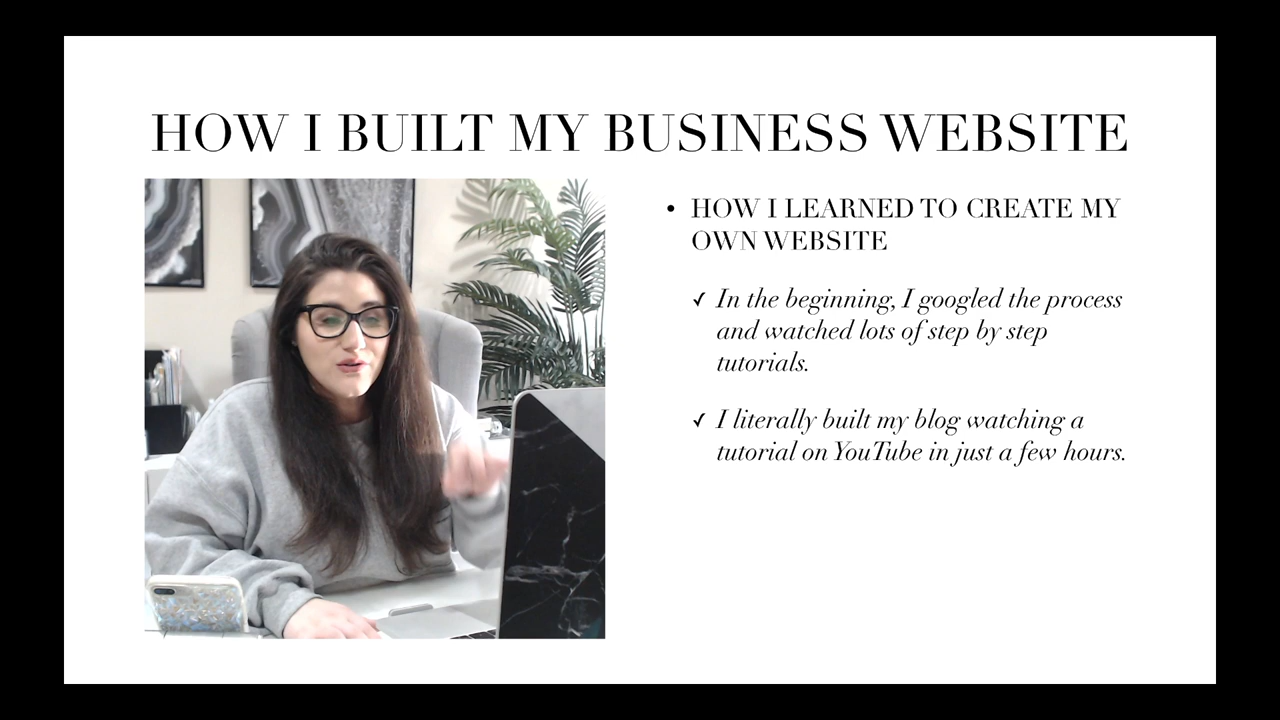 HOW I BUILT MY BUSINESS WEBSITE
• HOW I LEARNED TO CREATE MY
OWN WEBSITE
✓ In the beginning, I googled the process
and watched lots of step by step
tutorials.
✓ I literally built my blog watching a
tutorial on YouTube in just a few hours.